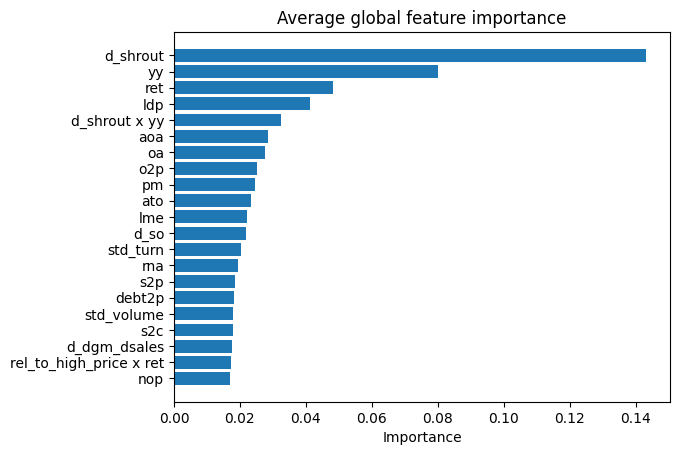 Average global feature importance
d_shrout
yy
ret
ldp
d_shrout x yy
aoa
oa
o2p
pm
ato
lme
d_so
std_turn
rna
s2p
debt2p
std_volume
s2c
d_dgm_dsales
rel_to_high_price x ret
nop
0.00 0.02 0.04 0.06 0.08 0.10 0.12 0.14
Importance